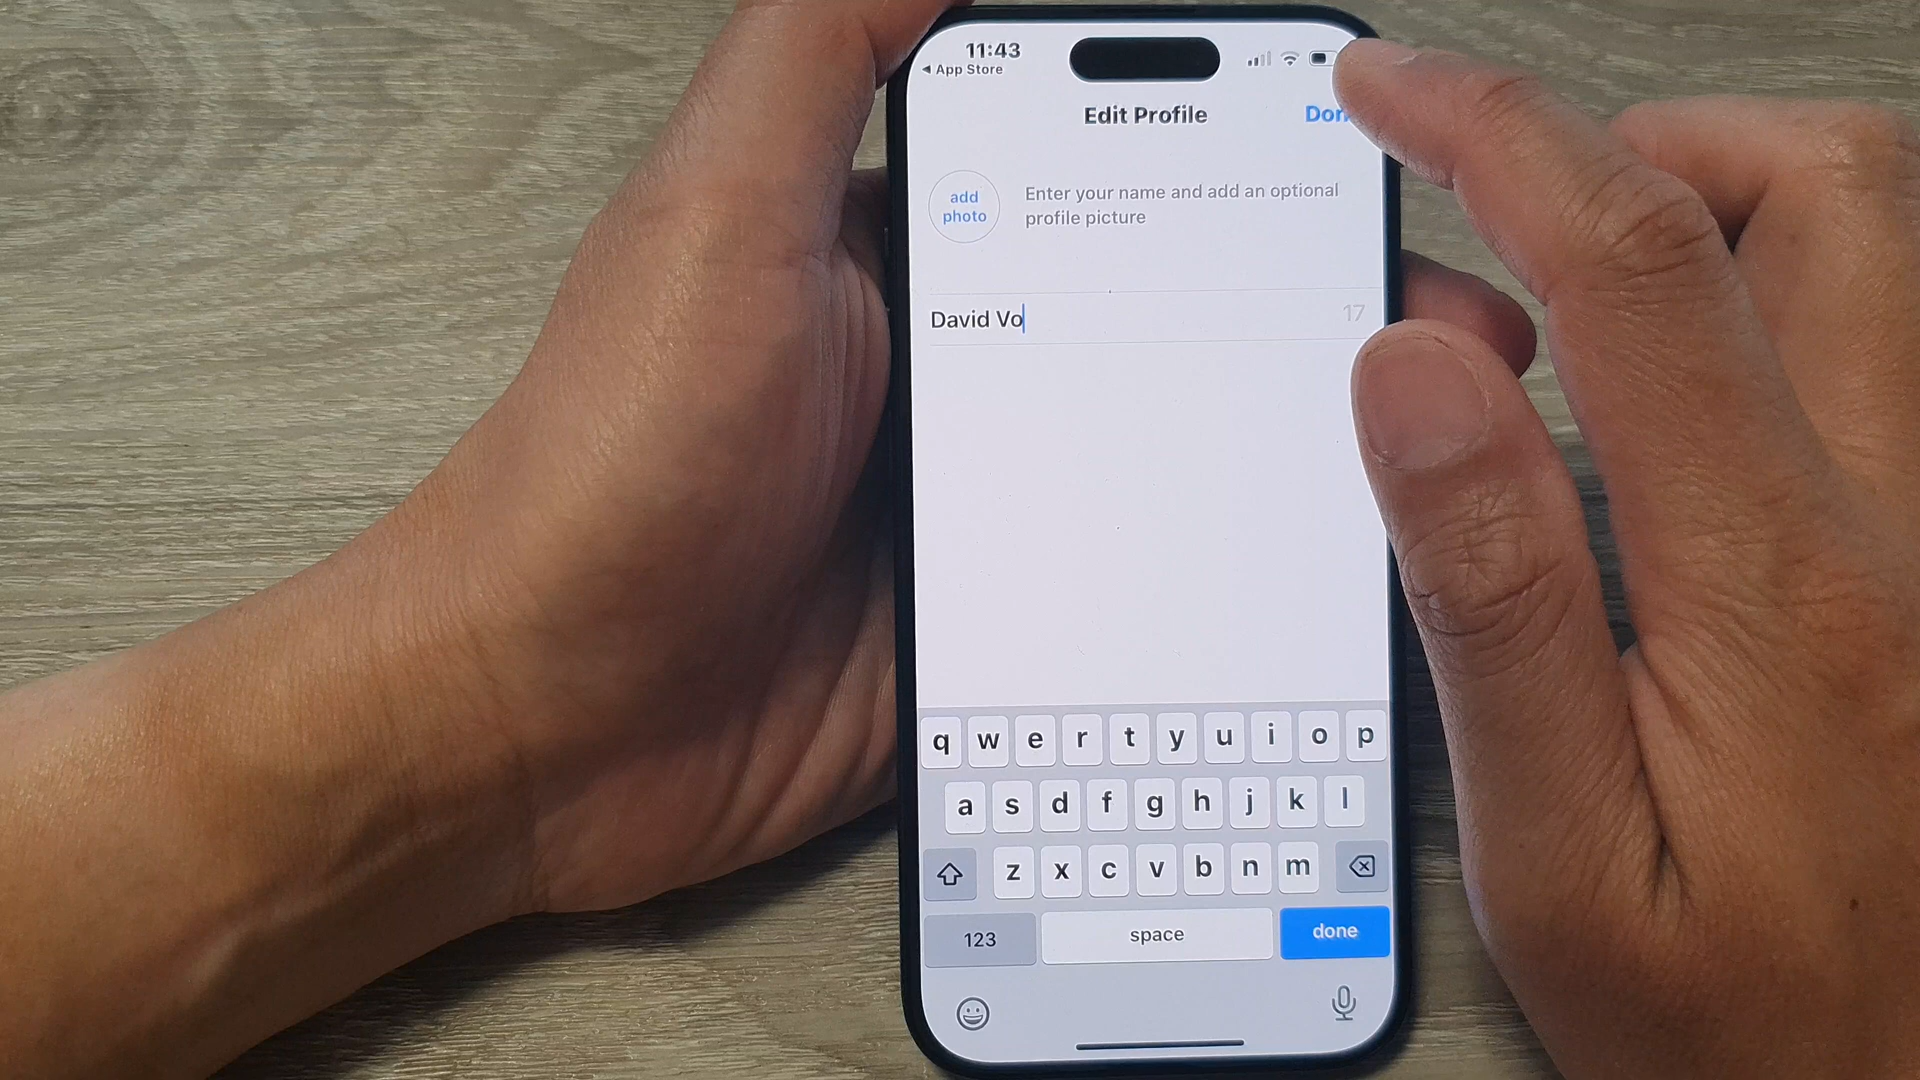 11:43
◀ App Store
Edit Profile
Don
add
photo
Enter your name and add an optional
profile picture
David Vo
17
q w e r t y u i o p
a s d f g h j k l
z x c v b n m
123 space done